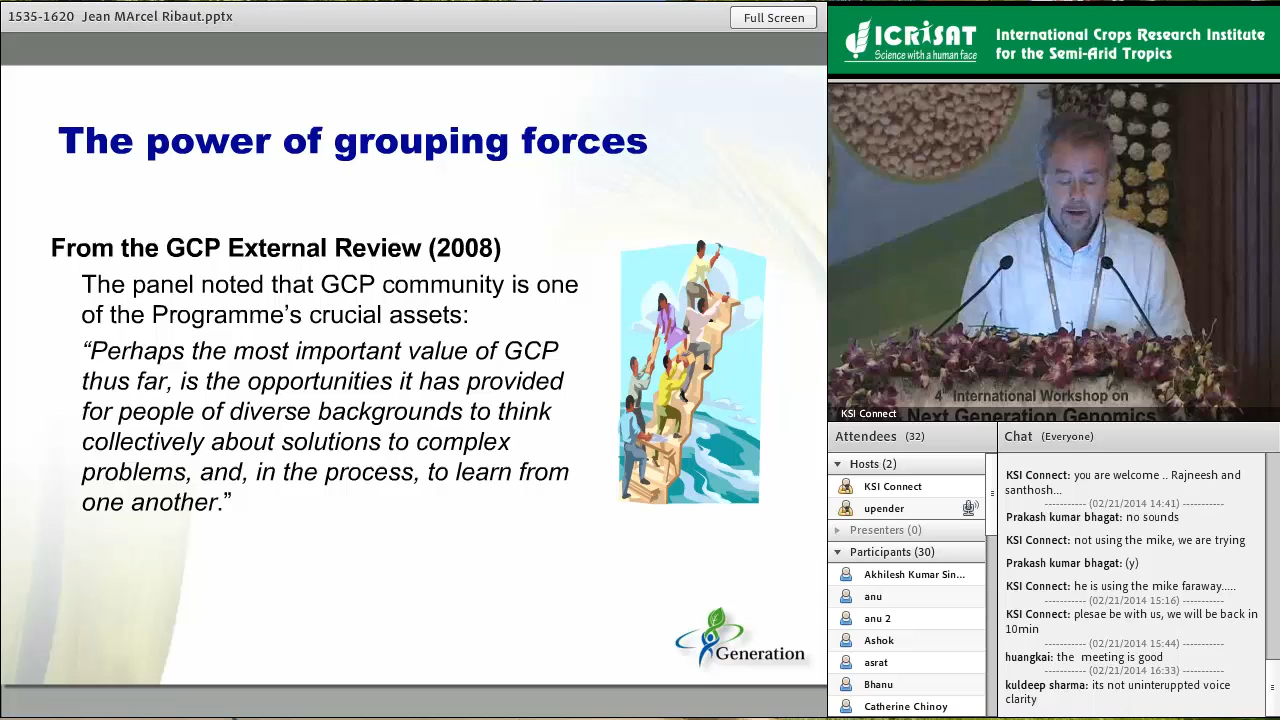 1535-1620 Jean MArcel Ribaut.pptx
Full Screen
The power of grouping forces
From the GCP External Review (2008)
The panel noted that GCP community is one
of the Programme’s crucial assets:
“Perhaps the most important value of GCP
thus far, is the opportunities it has provided
for people of diverse backgrounds to think
collectively about solutions to complex
problems, and, in the process, to learn from
one another.”
Generation
ICRISAT
Science with a human face
International Crops Research Institute
for the Semi-Arid Tropics
4th International Workshop on
Next Generation Genomics
KSI Connect
Attendees (32)
Hosts (2)
KSI Connect
upender
Presenters (0)
Participants (30)
Akhilesh Kumar Sin...
anu
anu 2
Ashok
asrat
Bhanu
Catherine Chinoy
Chat (Everyone)
KSI Connect: you are welcome .. Rajneesh and
santhosh...
----------- (02/21/2014 14:41) -----------
Prakash kumar bhagat: no sounds
KSI Connect: not using the mike, we are trying
Prakash kumar bhagat: (y)
KSI Connect: he is using the mike faraway.....
----------- (02/21/2014 15:16) -----------
KSI Connect: plesae be with us, we will be back in
10min
----------- (02/21/2014 15:44) -----------
huangkai: the meeting is good
----------- (02/21/2014 16:33) -----------
kuldeep sharma: its not uninteruppted voice
clarity